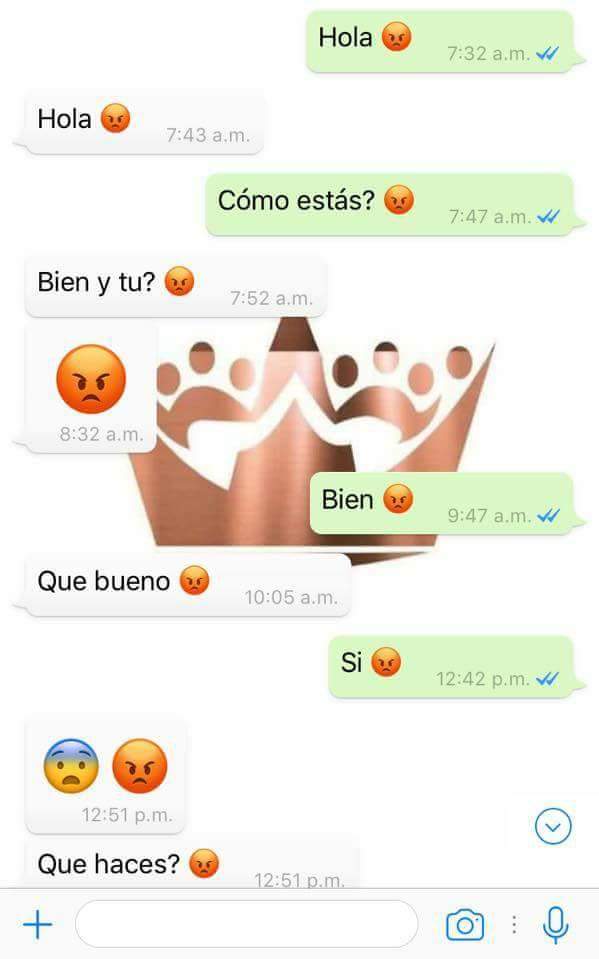 Hola 😡
7:32 a.m.
Hola 😡
7:43 a.m.
Cómo estás? 😡
7:47 a.m.
Bien y tu? 😡
7:52 a.m.
😡
8:32 a.m.
Bien 😡
9:47 a.m.
Que bueno 😡
10:05 a.m.
Si 😡
12:42 p.m.
😨 😡
12:51 p.m.
Que haces? 😡
12:51 p.m.